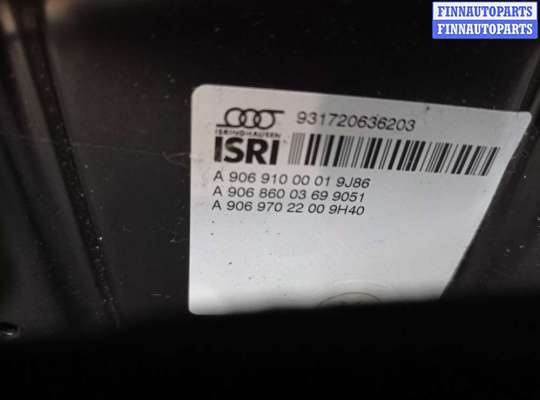 FINNAUTOPARTS
FINNAUTOPARTS
931720636203
ISRINGHAUSEN
ISRI
A 906 910 00 01 9J86
A 906 860 03 69 9051
A 906 970 22 00 9H40